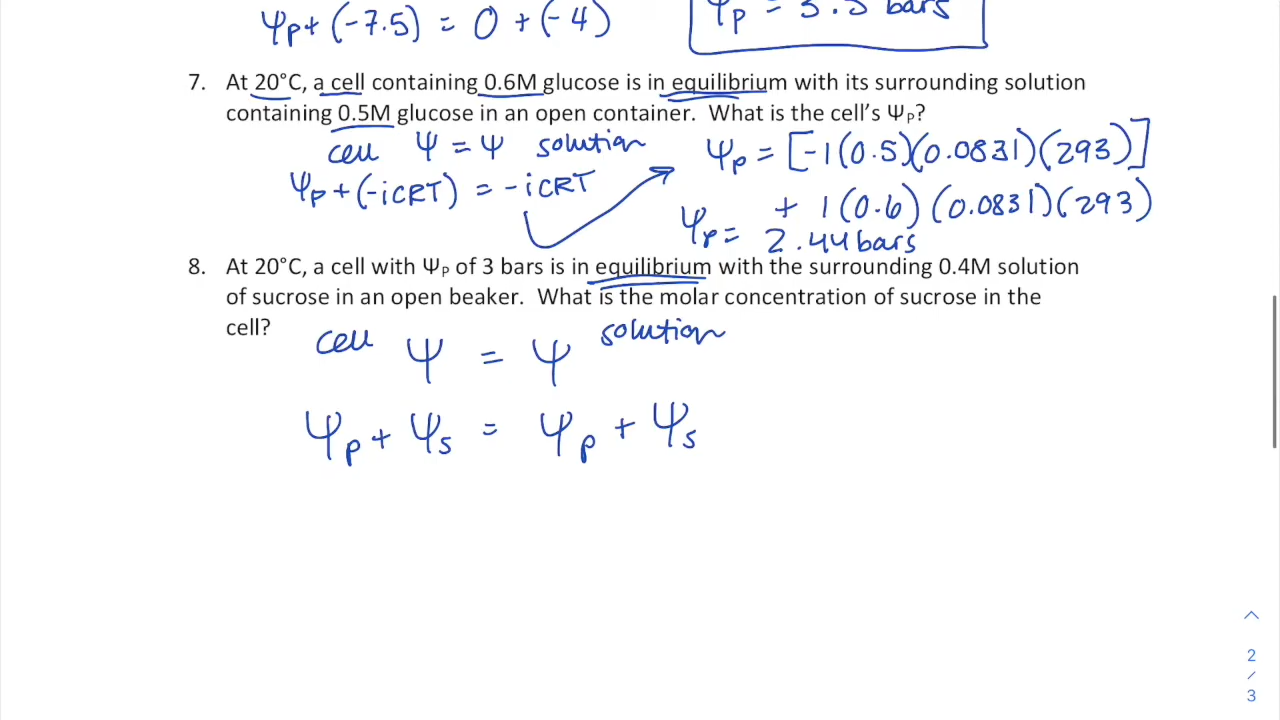 Ψp + (-7.5) = 0 + (-4)
Ψp = 3.5 bars
7. At 20°C, a cell containing 0.6M glucose is in equilibrium with its surrounding solution
containing 0.5M glucose in an open container. What is the cell's ΨP?
cell Ψ = Ψ solution
Ψp + (-iCRT) = -iCRT
Ψp = [-1(0.5)(0.0831)(293)]
+ 1(0.6)(0.0831)(293)
Ψp = 2.44 bars
8. At 20°C, a cell with ΨP of 3 bars is in equilibrium with the surrounding 0.4M solution
of sucrose in an open beaker. What is the molar concentration of sucrose in the
cell?
cell Ψ = Ψ solution
Ψp + Ψs = Ψp + Ψs
2
/
3